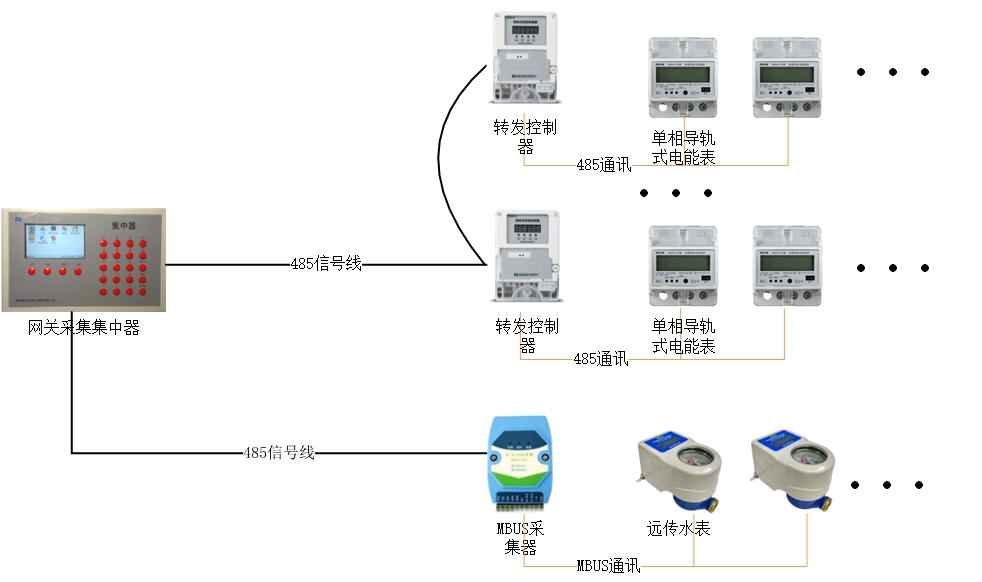 转发控制
器
单相导轨
式电能表
485通讯
集中器
485信号线
网关采集集中器
转发控制
器
单相导轨
式电能表
485通讯
485信号线
MBUS采
集器
远传水表
MBUS通讯